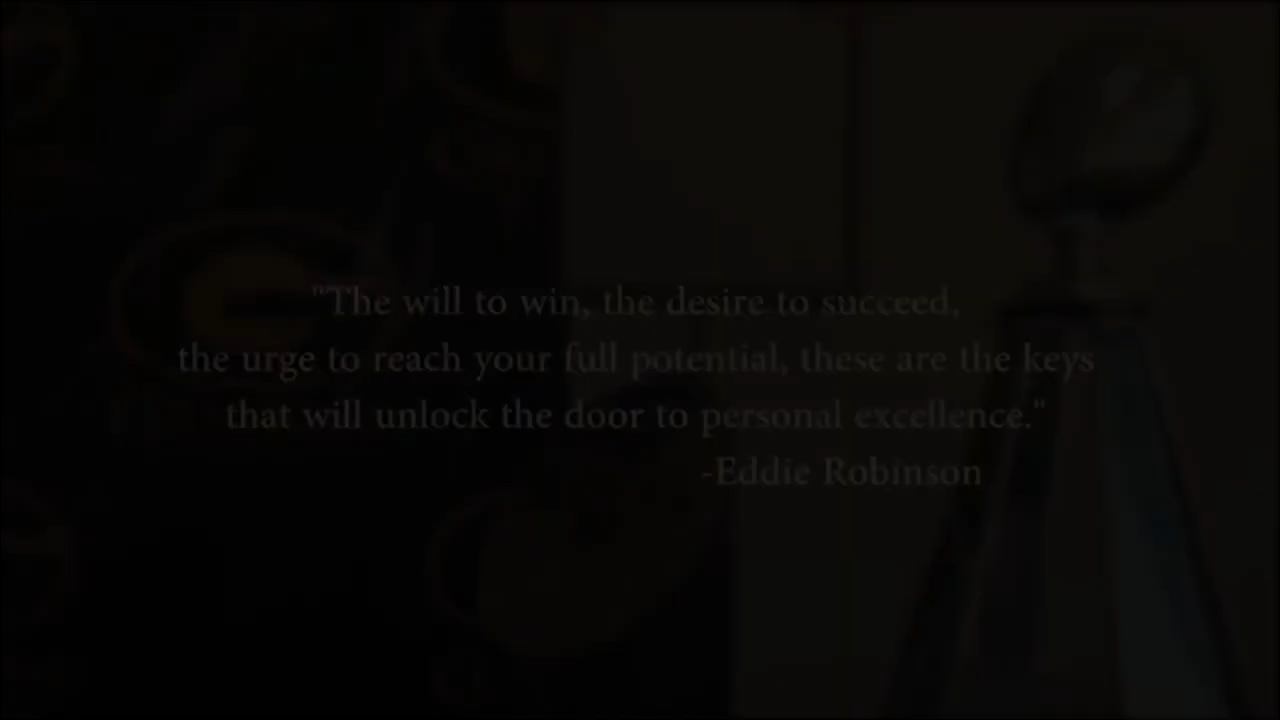 "The will to win, the desire to succeed,
the urge to reach your full potential, these are the keys
that will unlock the door to personal excellence."
-Eddie Robinson